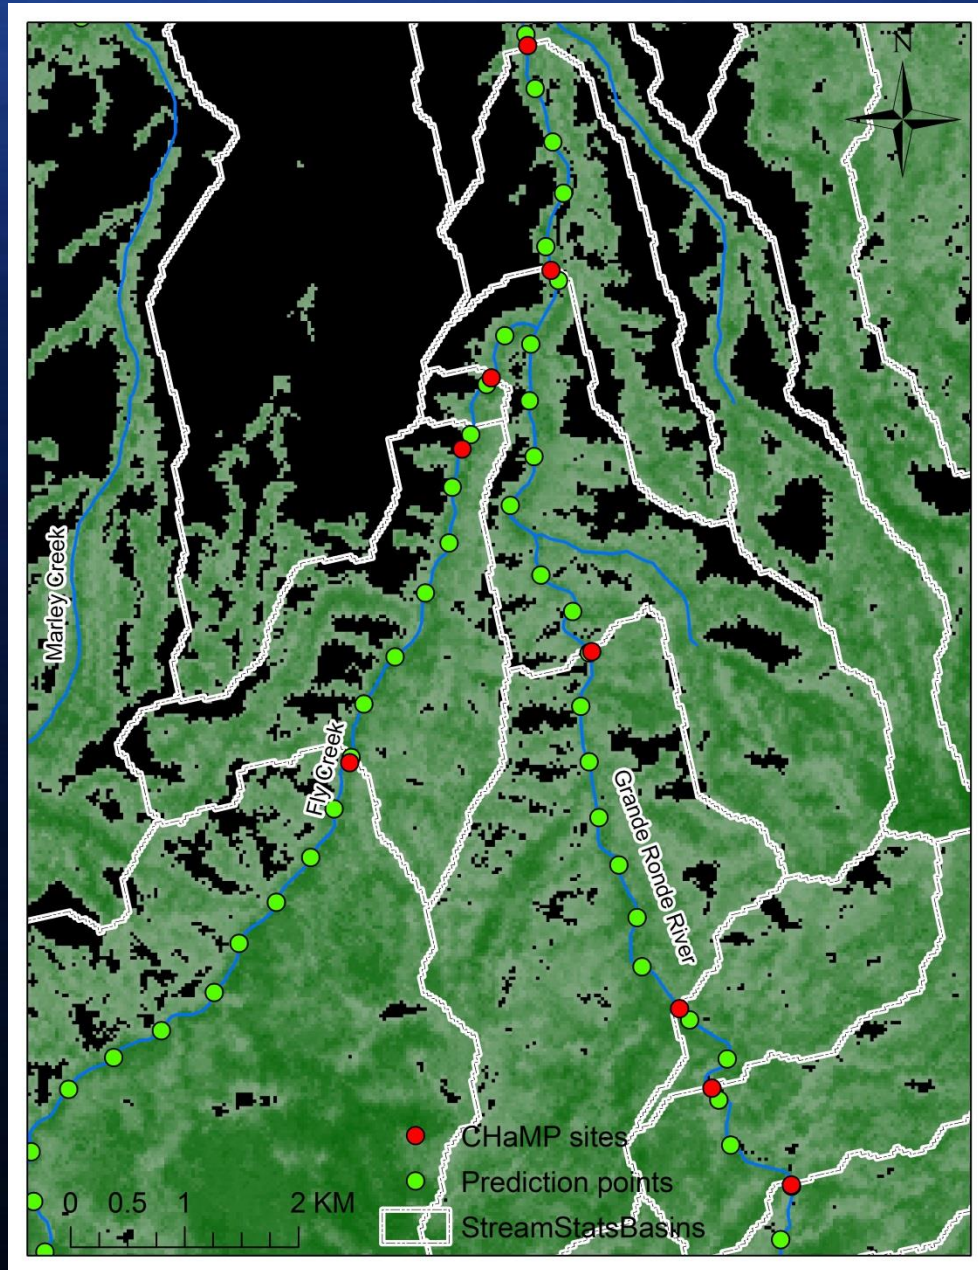 N
Marley Creek
Fly Creek
Grande Ronde River
CHaMP sites
Prediction points
StreamStatsBasins
0 0.5 1 2 KM